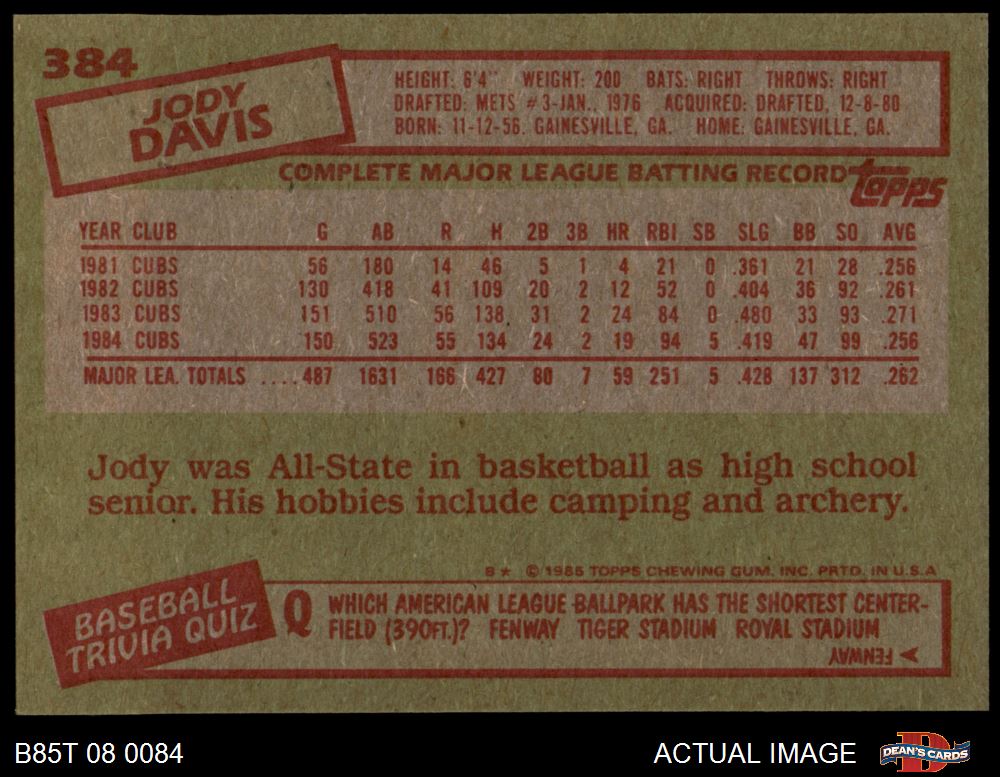 384
JODY
DAVIS
HEIGHT: 6'4" WEIGHT: 200 BATS: RIGHT THROWS: RIGHT
DRAFTED: METS #3-JAN., 1976 ACQUIRED: DRAFTED, 12-8-80
BORN: 11-12-56, GAINESVILLE, GA. HOME: GAINESVILLE, GA.
COMPLETE MAJOR LEAGUE BATTING RECORD topps
YEAR CLUB G AB R H 2B 3B HR RBI SB SLG BB SO AVG
1981 CUBS 56 180 14 46 5 1 4 21 0 .361 21 28 .256
1982 CUBS 130 418 41 109 20 2 12 52 0 .404 36 92 .261
1983 CUBS 151 510 56 138 31 2 24 84 0 .480 33 93 .271
1984 CUBS 150 523 55 134 24 2 19 94 5 .419 47 99 .256
MAJOR LEA. TOTALS ....487 1631 166 427 80 7 59 251 5 .428 137 312 .262
Jody was All-State in basketball as high school
senior. His hobbies include camping and archery.
B★ © 1985 TOPPS CHEWING GUM, INC. PRTD. IN U.S.A
BASEBALL
TRIVIA QUIZ
Q WHICH AMERICAN LEAGUE BALLPARK HAS THE SHORTEST CENTER-
FIELD (390FT.)? FENWAY TIGER STADIUM ROYAL STADIUM
A FENWAY
B85T 08 0084
ACTUAL IMAGE
D DEAN'S CARDS